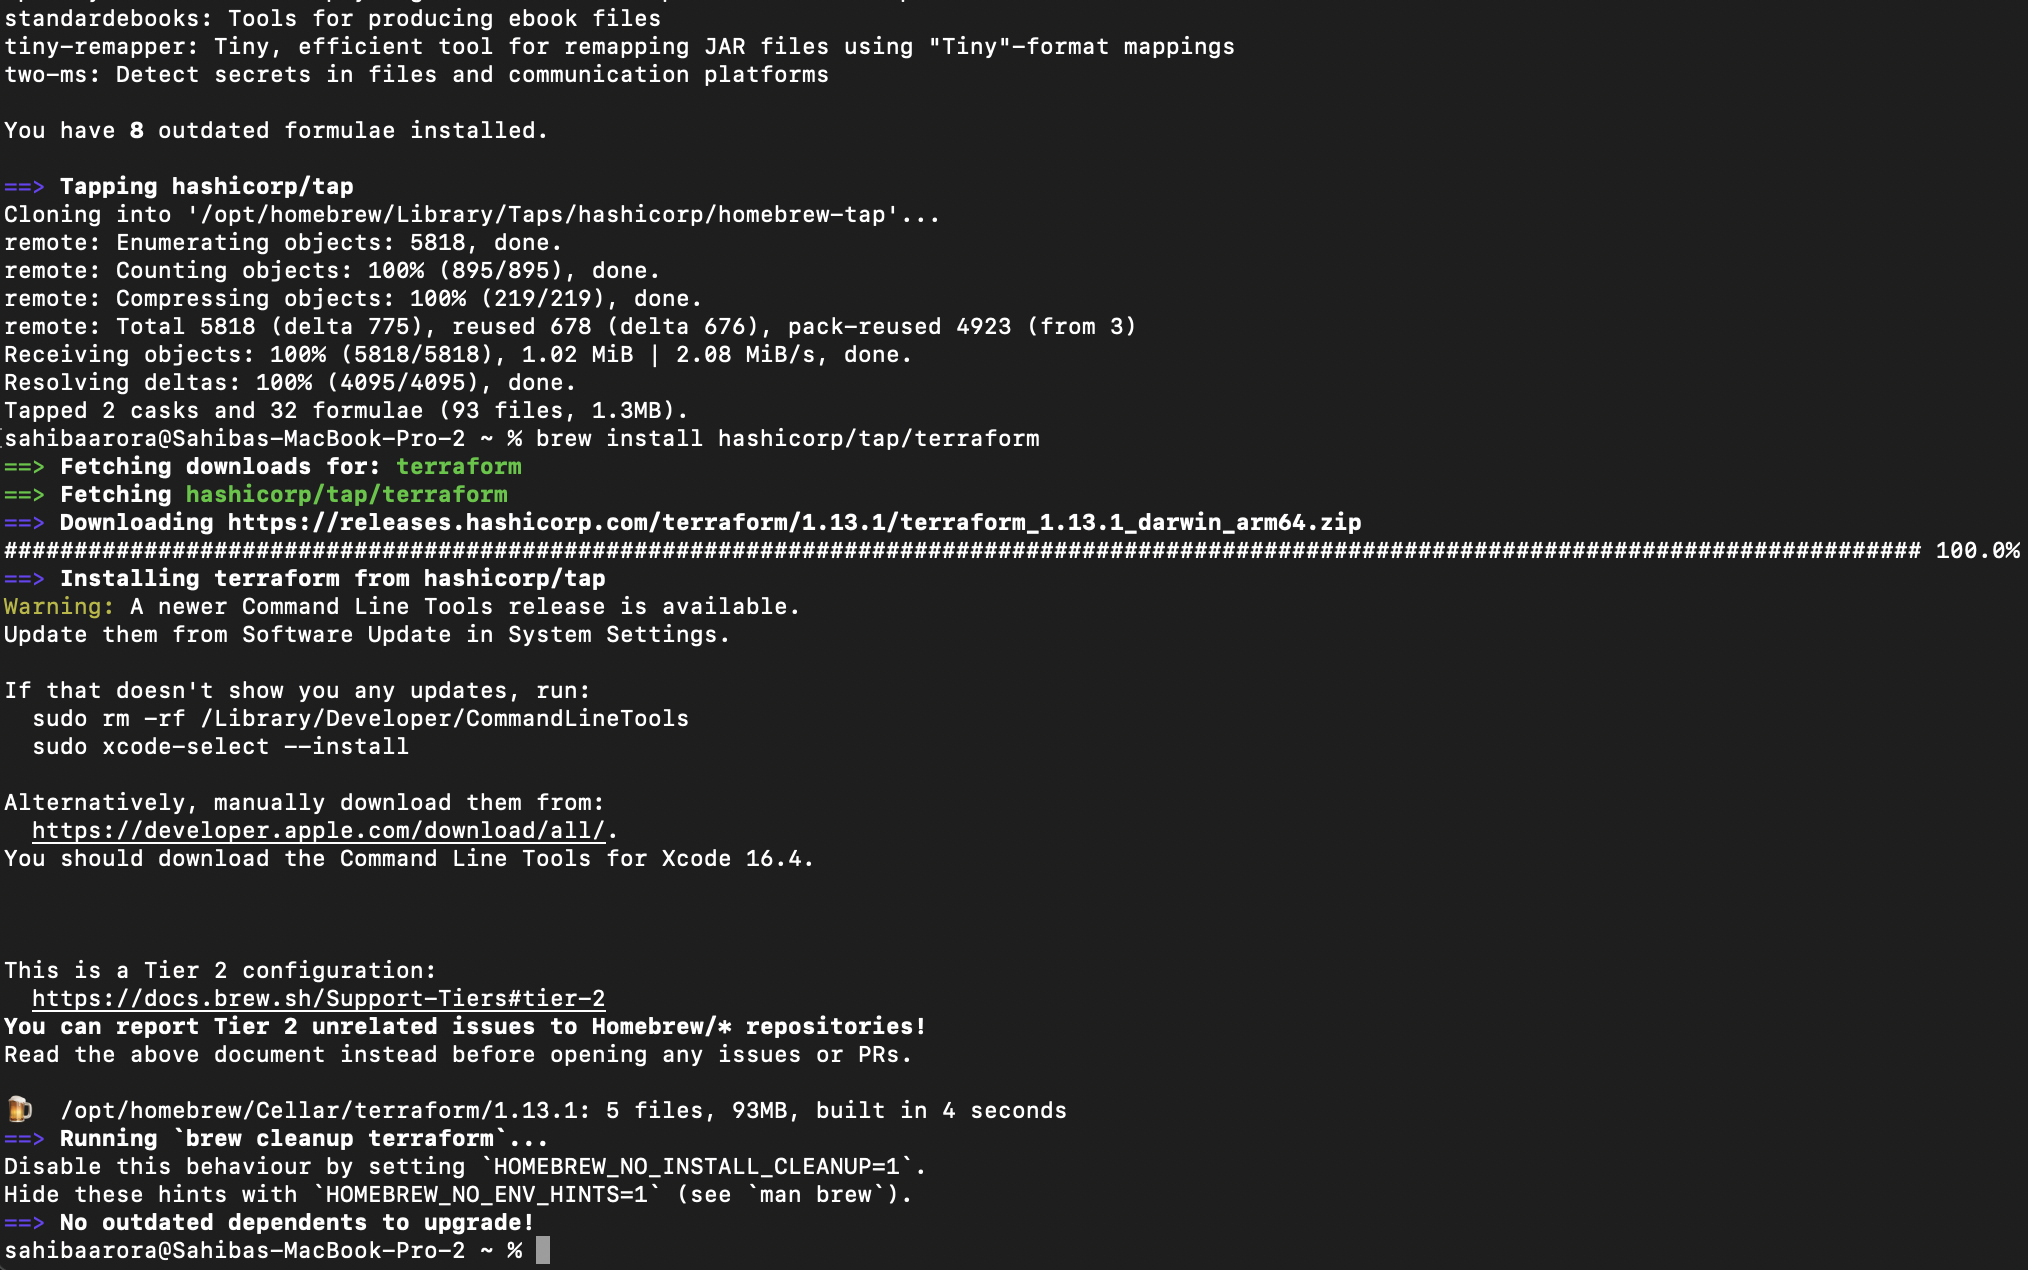 standardebooks: Tools for producing ebook files
tiny-remapper: Tiny, efficient tool for remapping JAR files using "Tiny"-format mappings
two-ms: Detect secrets in files and communication platforms
You have 8 outdated formulae installed.
==> Tapping hashicorp/tap
Cloning into '/opt/homebrew/Library/Taps/hashicorp/homebrew-tap'...
remote: Enumerating objects: 5818, done.
remote: Counting objects: 100% (895/895), done.
remote: Compressing objects: 100% (219/219), done.
remote: Total 5818 (delta 775), reused 678 (delta 676), pack-reused 4923 (from 3)
Receiving objects: 100% (5818/5818), 1.02 MiB | 2.08 MiB/s, done.
Resolving deltas: 100% (4095/4095), done.
Tapped 2 casks and 32 formulae (93 files, 1.3MB).
sahibaarora@Sahibas-MacBook-Pro-2 ~ % brew install hashicorp/tap/terraform
==> Fetching downloads for: terraform
==> Fetching hashicorp/tap/terraform
==> Downloading https://releases.hashicorp.com/terraform/1.13.1/terraform_1.13.1_darwin_arm64.zip
######################################################################################################################################### 100.0%
==> Installing terraform from hashicorp/tap
Warning: A newer Command Line Tools release is available.
Update them from Software Update in System Settings.
If that doesn't show you any updates, run:
  sudo rm -rf /Library/Developer/CommandLineTools
  sudo xcode-select --install
Alternatively, manually download them from:
  https://developer.apple.com/download/all/.
You should download the Command Line Tools for Xcode 16.4.
This is a Tier 2 configuration:
  https://docs.brew.sh/Support-Tiers#tier-2
You can report Tier 2 unrelated issues to Homebrew/* repositories!
Read the above document instead before opening any issues or PRs.
🍺  /opt/homebrew/Cellar/terraform/1.13.1: 5 files, 93MB, built in 4 seconds
==> Running `brew cleanup terraform`...
Disable this behaviour by setting `HOMEBREW_NO_INSTALL_CLEANUP=1`.
Hide these hints with `HOMEBREW_NO_ENV_HINTS=1` (see `man brew`).
==> No outdated dependents to upgrade!
sahibaarora@Sahibas-MacBook-Pro-2 ~ %